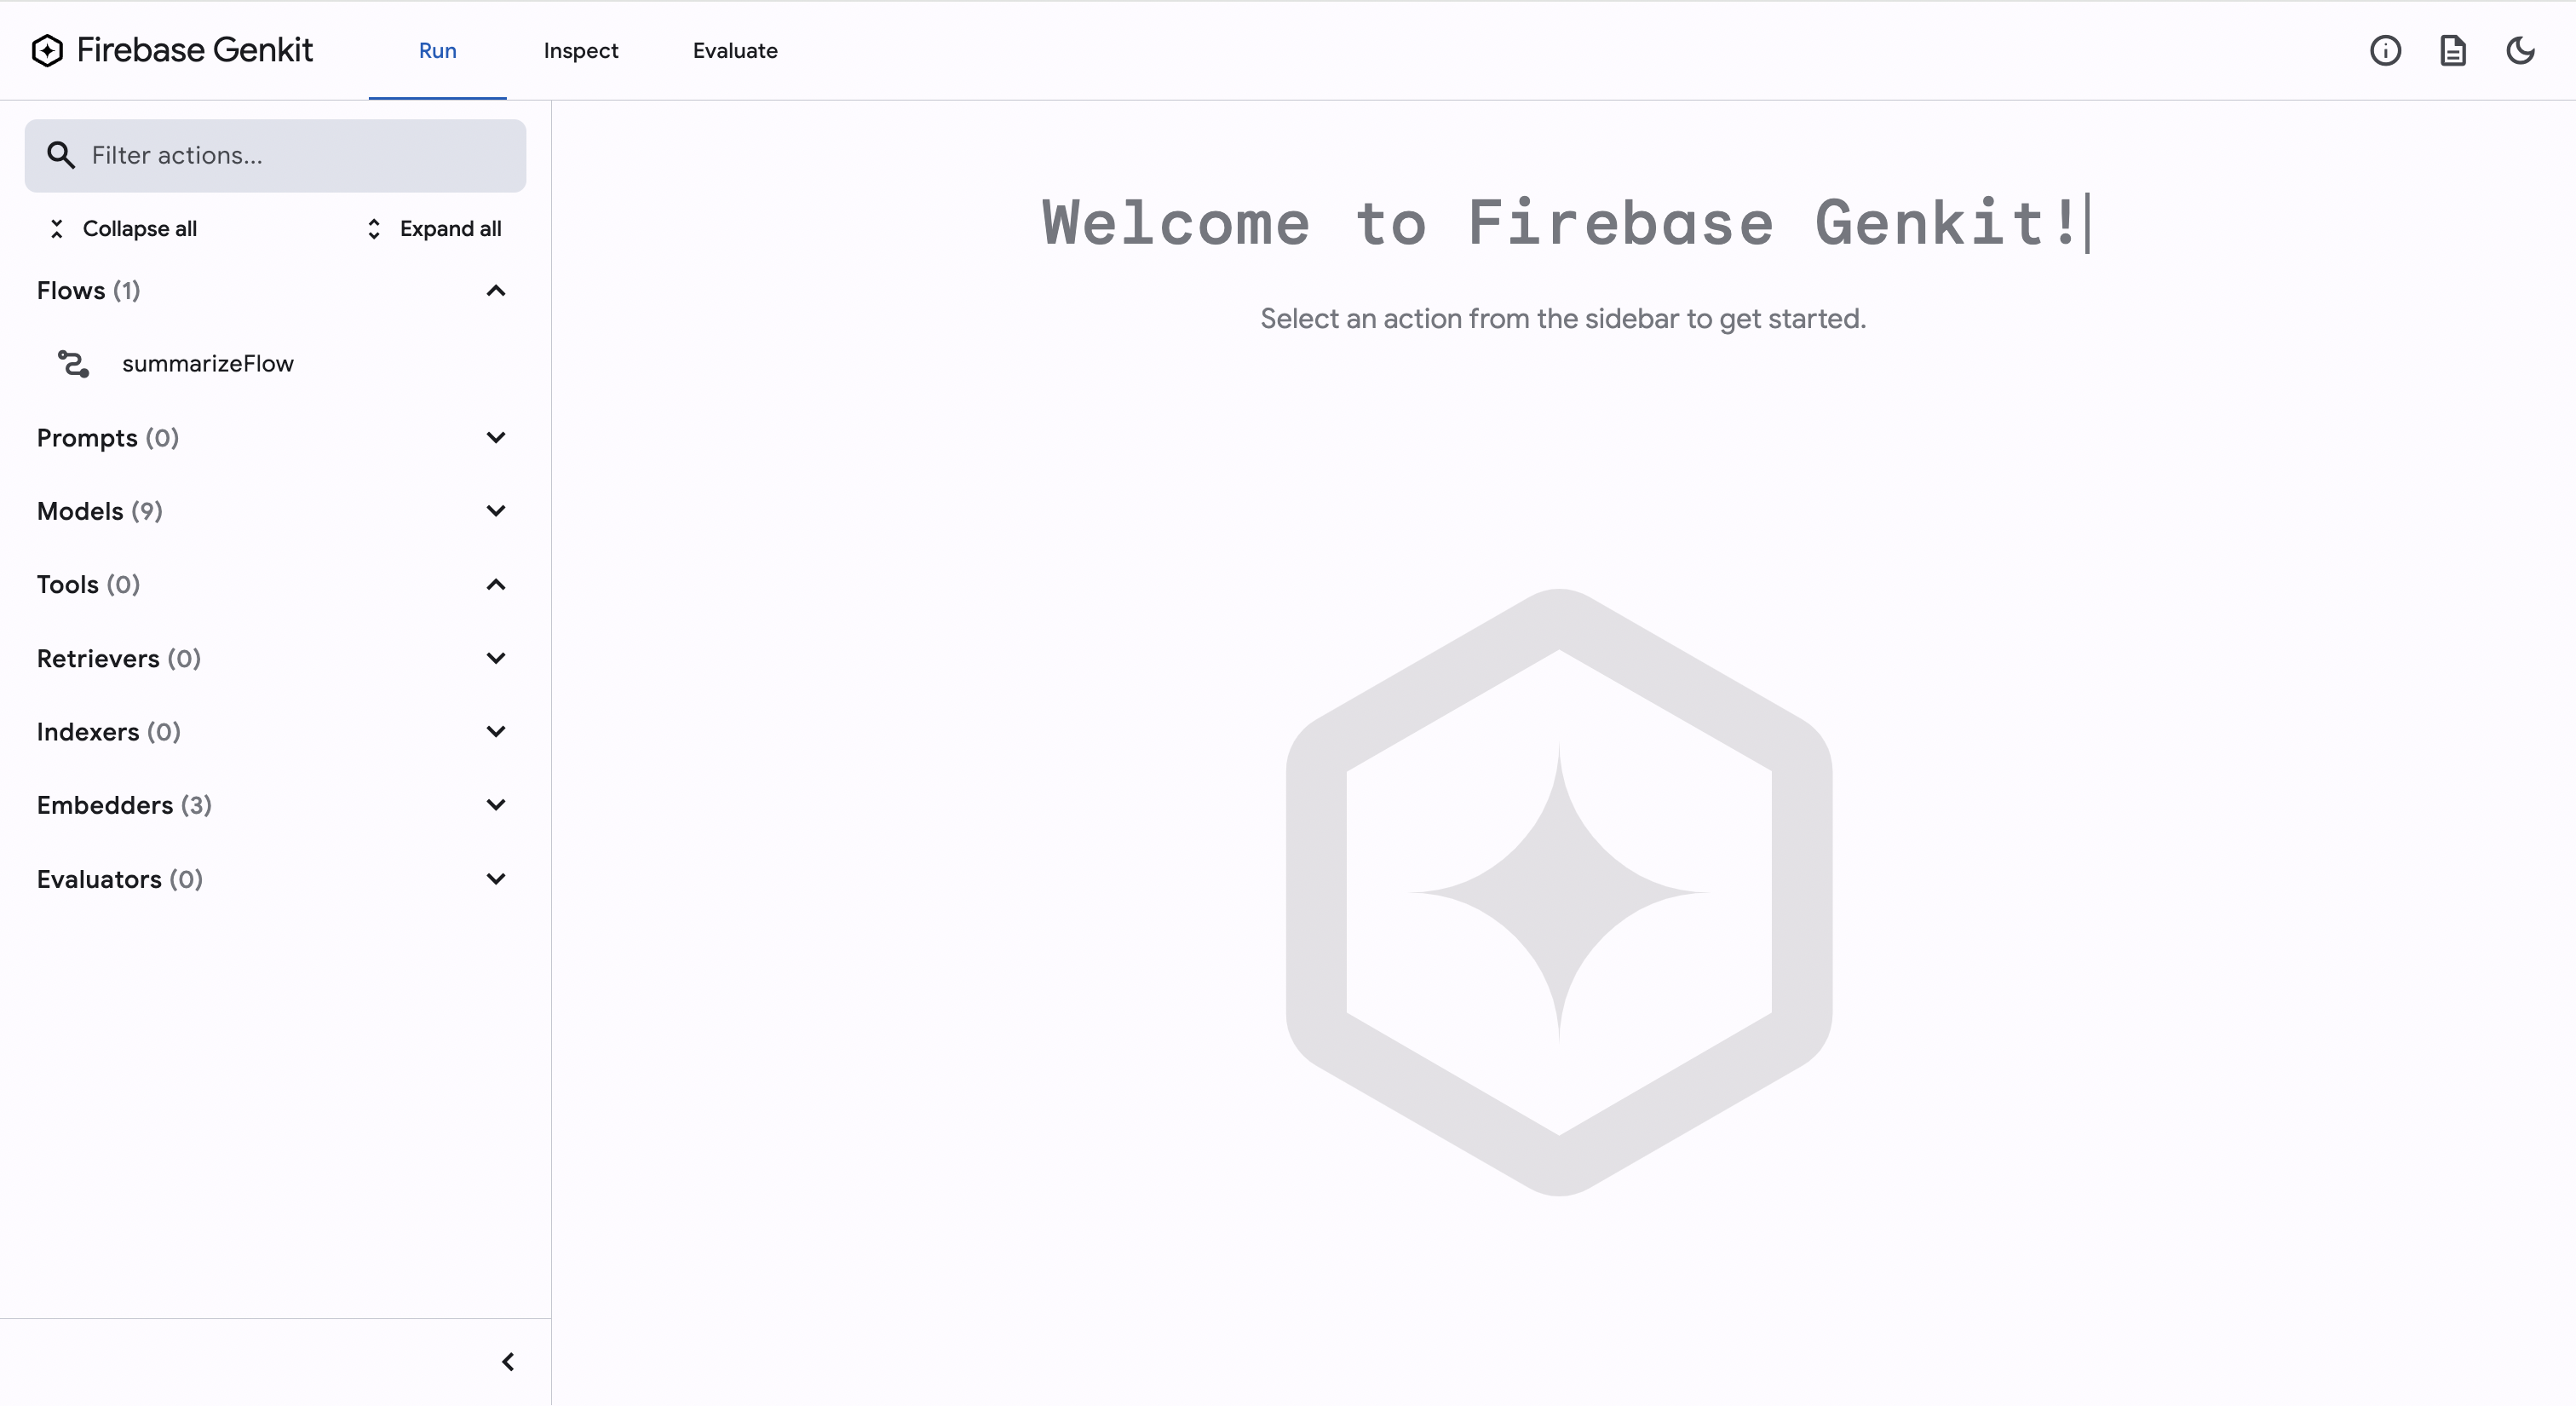 Firebase Genkit Run Inspect Evaluate
Filter actions...
Collapse all Expand all
Flows (1)
summarizeFlow
Prompts (0)
Models (9)
Tools (0)
Retrievers (0)
Indexers (0)
Embedders (3)
Evaluators (0)
Welcome to Firebase Genkit!
Select an action from the sidebar to get started.